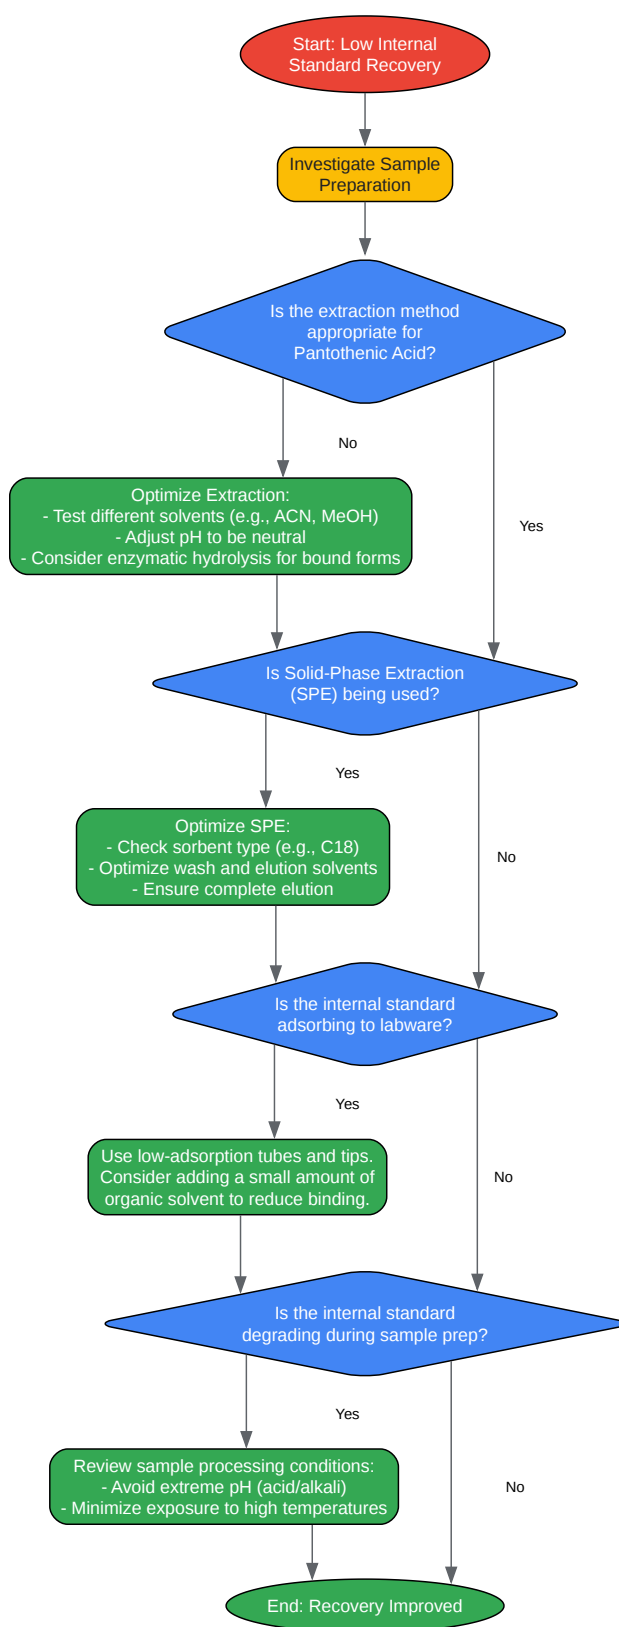 Start: Low Internal
Standard Recovery
Investigate Sample
Preparation
Is the extraction method
appropriate for
Pantothenic Acid?
No
Optimize Extraction:
- Test different solvents (e.g., ACN, MeOH)
- Adjust pH to be neutral
- Consider enzymatic hydrolysis for bound forms
Yes
Is Solid-Phase Extraction
(SPE) being used?
Yes
Optimize SPE:
- Check sorbent type (e.g., C18)
- Optimize wash and elution solvents
- Ensure complete elution
No
Is the internal standard
adsorbing to labware?
Yes
Use low-adsorption tubes and tips.
Consider adding a small amount of
organic solvent to reduce binding.
No
Is the internal standard
degrading during sample prep?
Yes
Review sample processing conditions:
- Avoid extreme pH (acid/alkali)
- Minimize exposure to high temperatures
No
End: Recovery Improved